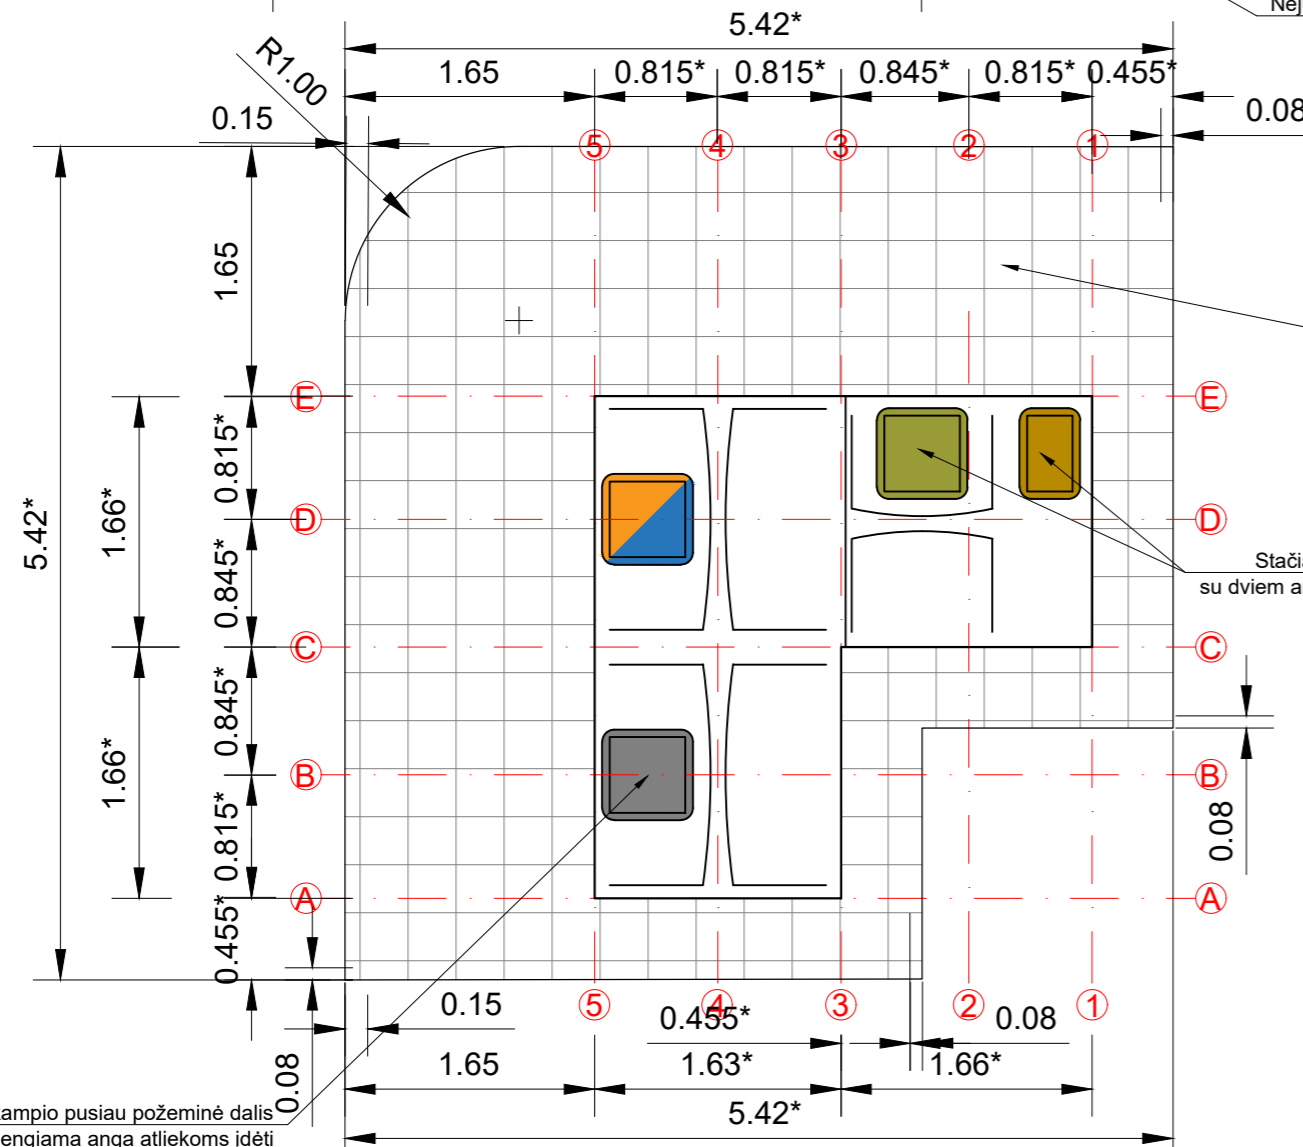 Nej
5.42*
R1.00
1.65
0.815*
0.815*
0.845*
0.815*
0.455*
0.15
0.08
5
4
3
2
1
1.65
E
E
0.815*
1.66*
5.42*
D
D
0.845*
Stačia
su dviem a
C
C
0.845*
1.66*
B
B
0.815*
0.08
A
A
0.455*
0.15
5
4
3
2
1
0.455*
0.08
0.08
1.65
1.63*
1.66*
5.42*
ampio pusiau požeminė dalis
engiama anga atliekoms įdėti